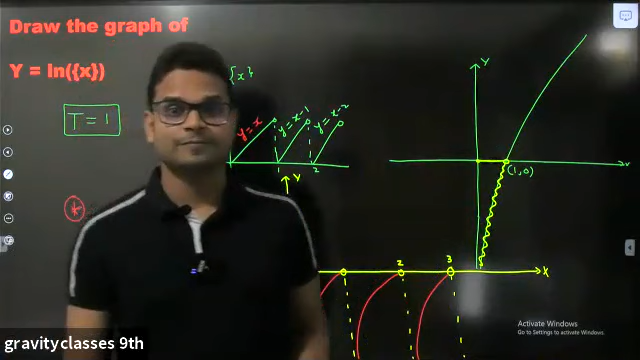 Draw the graph of
Y = ln({x})
{x}
T = 1
y = x
y = x-1
y = x-2
1
2
Y
Y
(1,0)
2
3
X
Activate Windows
Go to Settings to activate Windows.
gravityclasses 9th